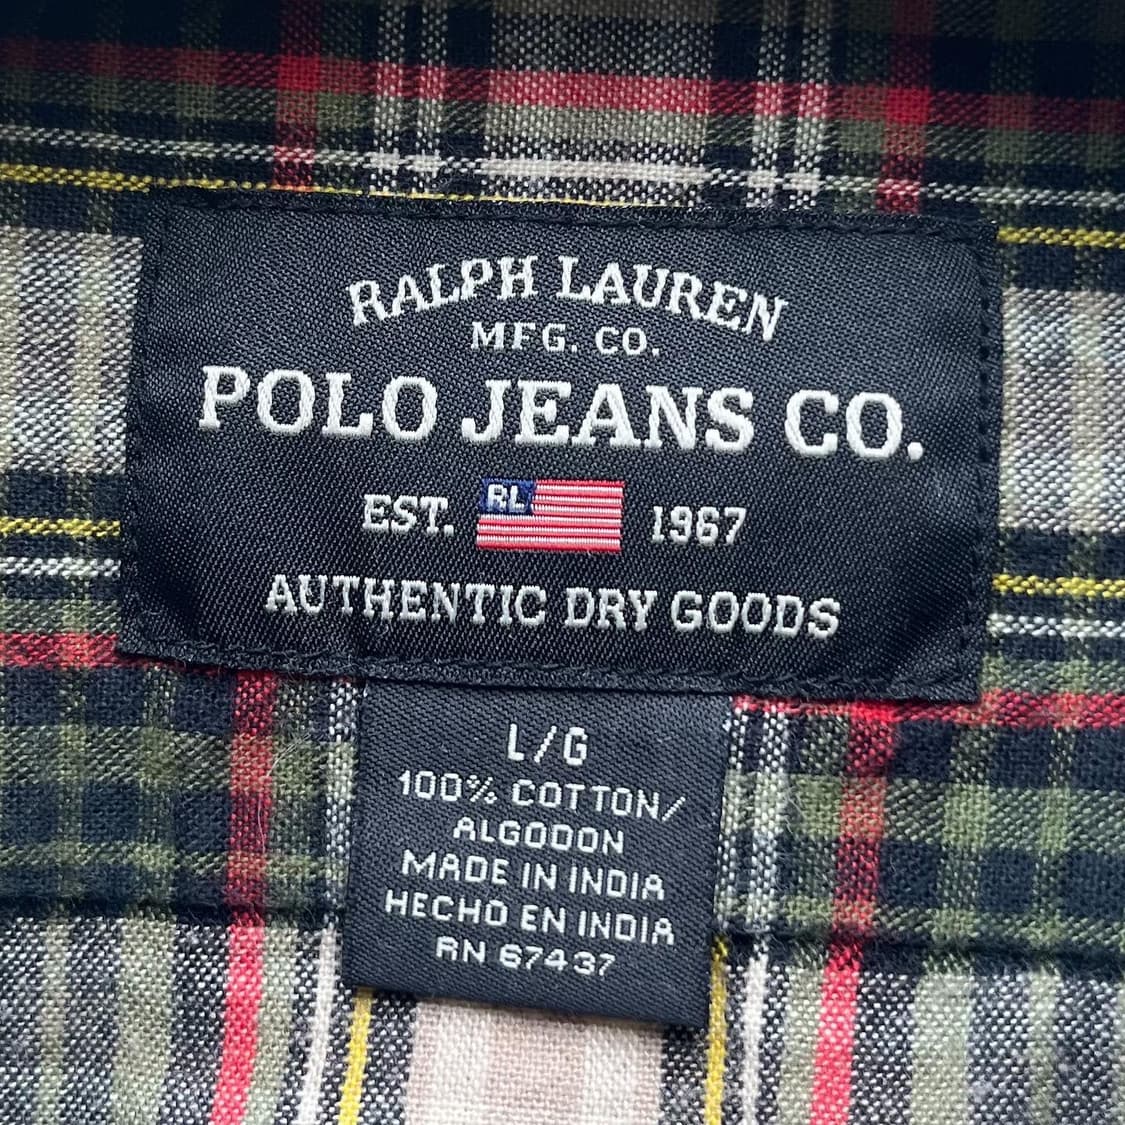 RALPH LAUREN
MFG. CO.
POLO JEANS CO.
EST. RL 1967
AUTHENTIC DRY GOODS
L/G
100% COTTON/
ALGODON
MADE IN INDIA
HECHO EN INDIA
RN 67437